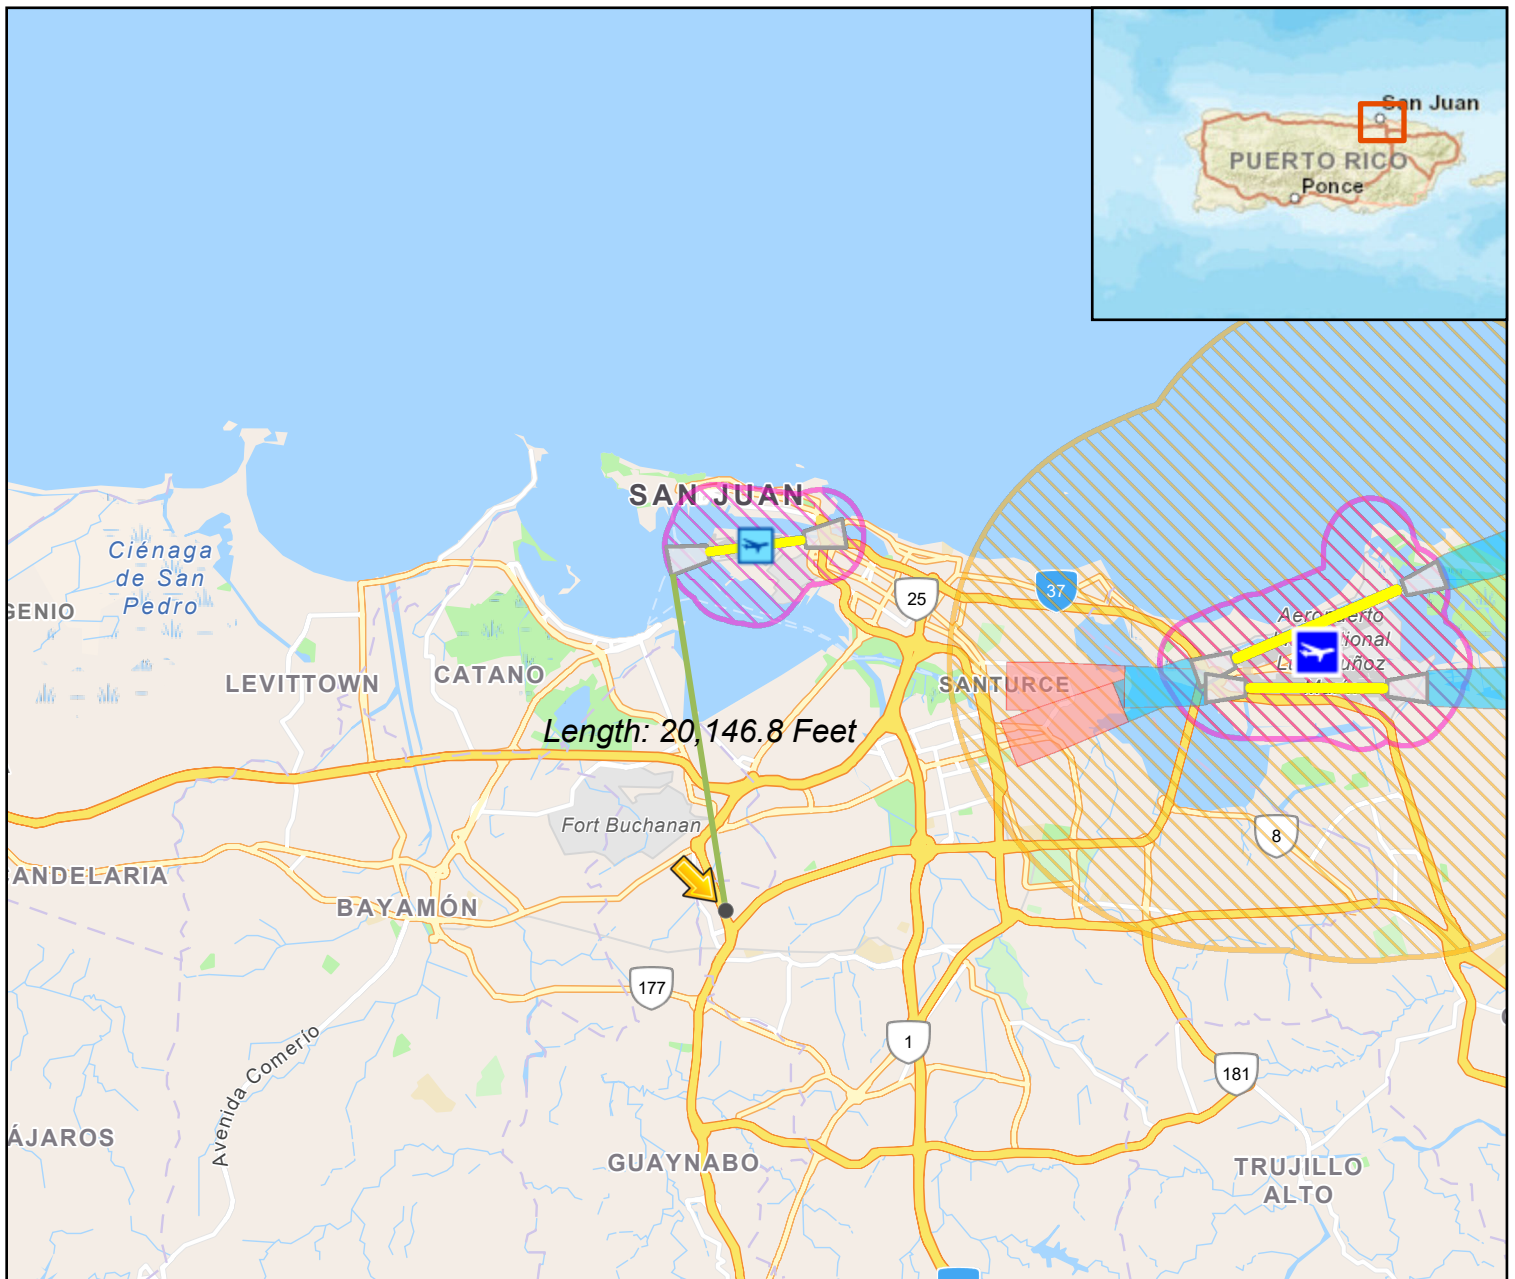 San Juan
PUERTO RICO
Ponce
SAN JUAN
Ciénaga
de San
Pedro
GENIO
25
37
LEVITTOWN
CATANO
SANTURCE
Length: 20,146.8 Feet
Fort Buchanan
8
ANDELARIA
BAYAMÓN
177
1
181
Avenida Comerío
ÁJAROS
GUAYNABO
TRUJILLO
ALTO